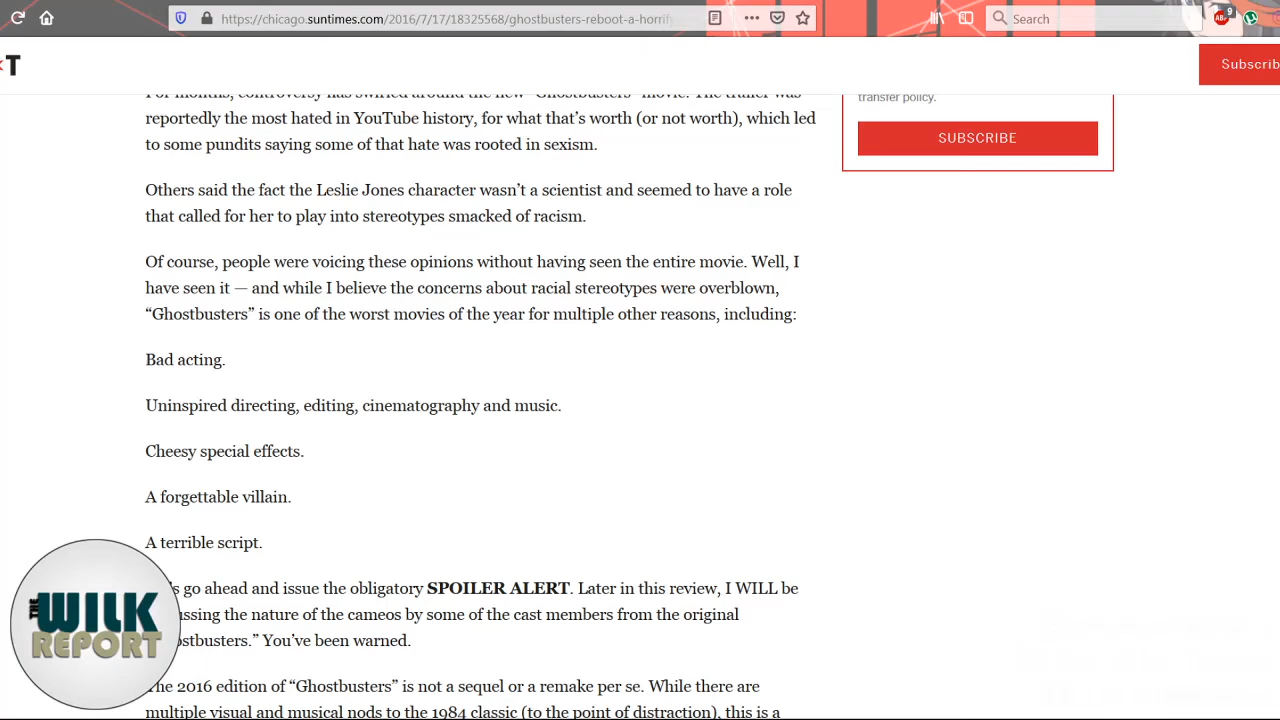 https://chicago.suntimes.com/2016/7/17/18325568/ghostbusters-reboot-a-horrify
Search
9
T
Subscrib
For months, controversy has swirled around the new “Ghostbusters” movie. The trailer was
reportedly the most hated in YouTube history, for what that’s worth (or not worth), which led
to some pundits saying some of that hate was rooted in sexism.
transfer policy.
SUBSCRIBE
Others said the fact the Leslie Jones character wasn’t a scientist and seemed to have a role
that called for her to play into stereotypes smacked of racism.
Of course, people were voicing these opinions without having seen the entire movie. Well, I
have seen it — and while I believe the concerns about racial stereotypes were overblown,
“Ghostbusters” is one of the worst movies of the year for multiple other reasons, including:
Bad acting.
Uninspired directing, editing, cinematography and music.
Cheesy special effects.
A forgettable villain.
A terrible script.
s go ahead and issue the obligatory SPOILER ALERT. Later in this review, I WILL be
ussing the nature of the cameos by some of the cast members from the original
ostbusters.” You’ve been warned.
The 2016 edition of “Ghostbusters” is not a sequel or a remake per se. While there are
multiple visual and musical nods to the 1984 classic (to the point of distraction), this is a
THE WILK
REPORT